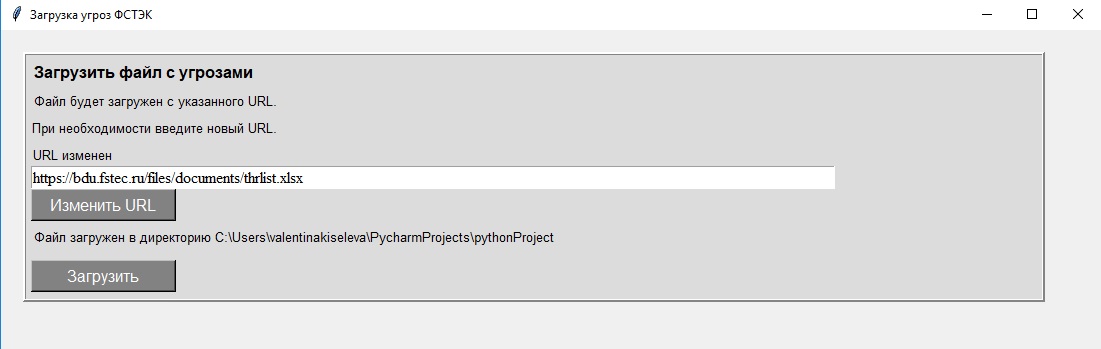 Загрузка угроз ФСТЭК
Загрузить файл с угрозами
Файл будет загружен с указанного URL.
При необходимости введите новый URL.
URL изменен
https://bdu.fstec.ru/files/documents/thrlist.xlsx
Изменить URL
Файл загружен в директорию C:\Users\valentinakiseleva\PycharmProjects\pythonProject
Загрузить